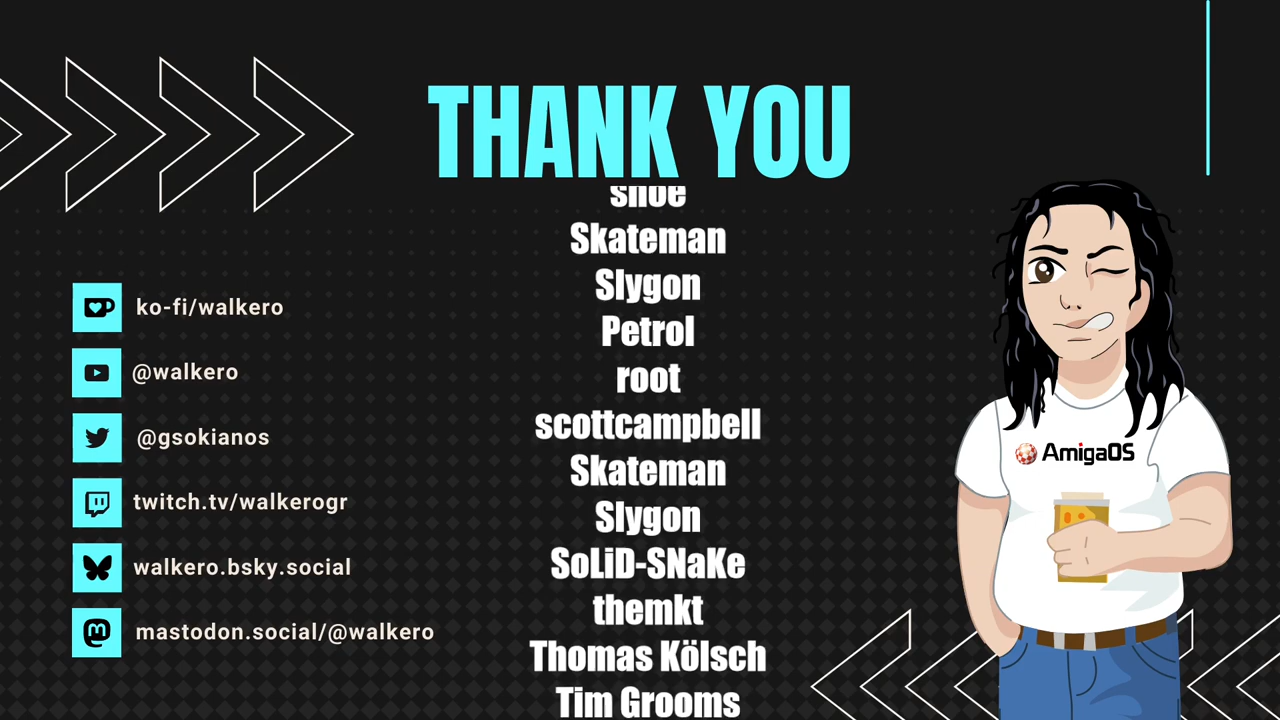 THANK YOU
shoe
Skateman
Slygon
Petrol
root
scottcampbell
Skateman
Slygon
SoLiD-SNaKe
themkt
Thomas Kölsch
Tim Grooms
ko-fi/walkero
@walkero
@gsokianos
twitch.tv/walkerogr
walkero.bsky.social
mastodon.social/@walkero
AmigaOS